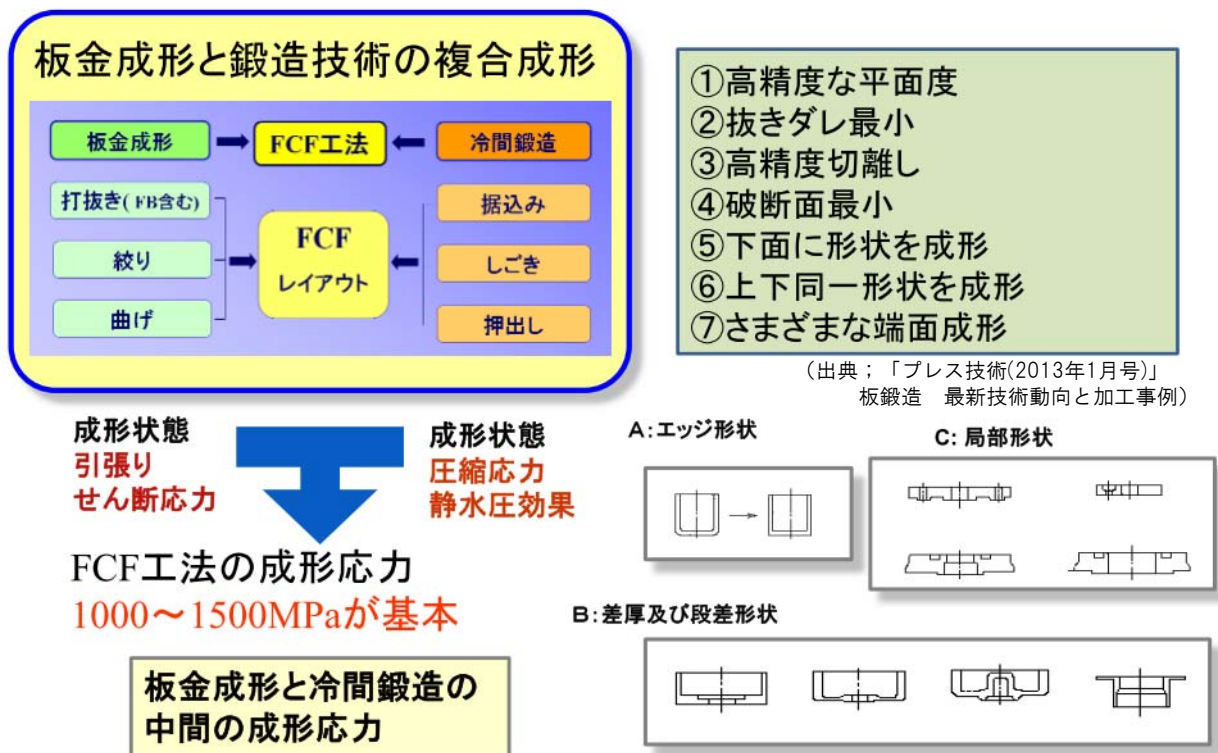 板金成形と鍛造技術の複合成形
板金成形
FCF工法
冷間鍛造
打抜き(FB含む)
絞り
曲げ
FCF
レイアウト
据込み
しごき
押出し
①高精度な平面度
②抜きダレ最小
③高精度切離し
④破断面最小
⑤下面に形状を成形
⑥上下同一形状を成形
⑦さまざまな端面成形
(出典；「プレス技術(2013年1月号)」
板鍛造　最新技術動向と加工事例)
成形状態
引張り
せん断応力
成形状態
圧縮応力
静水圧効果
FCF工法の成形応力
1000～1500MPaが基本
板金成形と冷間鍛造の
中間の成形応力
A:エッジ形状
C: 局部形状
B:差厚及び段差形状